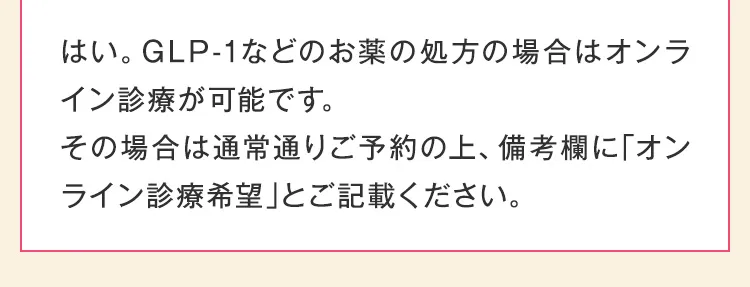 はい。GLP-1などのお薬の処方の場合はオンラ
イン診療が可能です。
その場合は通常通りご予約の上、備考欄に「オン
ライン診療希望」とご記載ください。